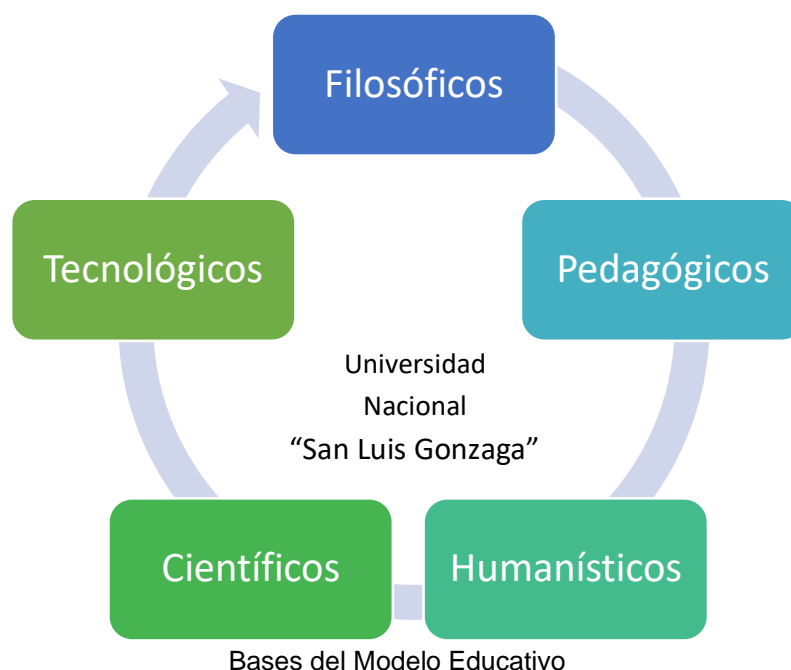 Filosóficos
Tecnológicos
Pedagógicos
Universidad
Nacional
“San Luis Gonzaga”
Científicos
Humanísticos
Bases del Modelo Educativo